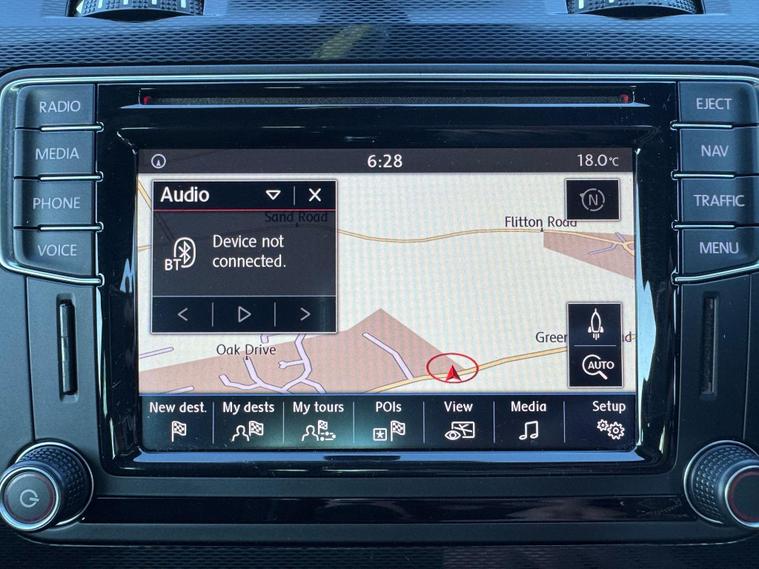 RADIO
MEDIA
PHONE
VOICE
EJECT
NAV
TRAFFIC
MENU
6:28
18.0°C
Audio
Sand Road
BT
Device not
connected.
N
Flitton Road
Oak Drive
AUTO
New dest.
My dests
My tours
POIs
View
Media
Setup